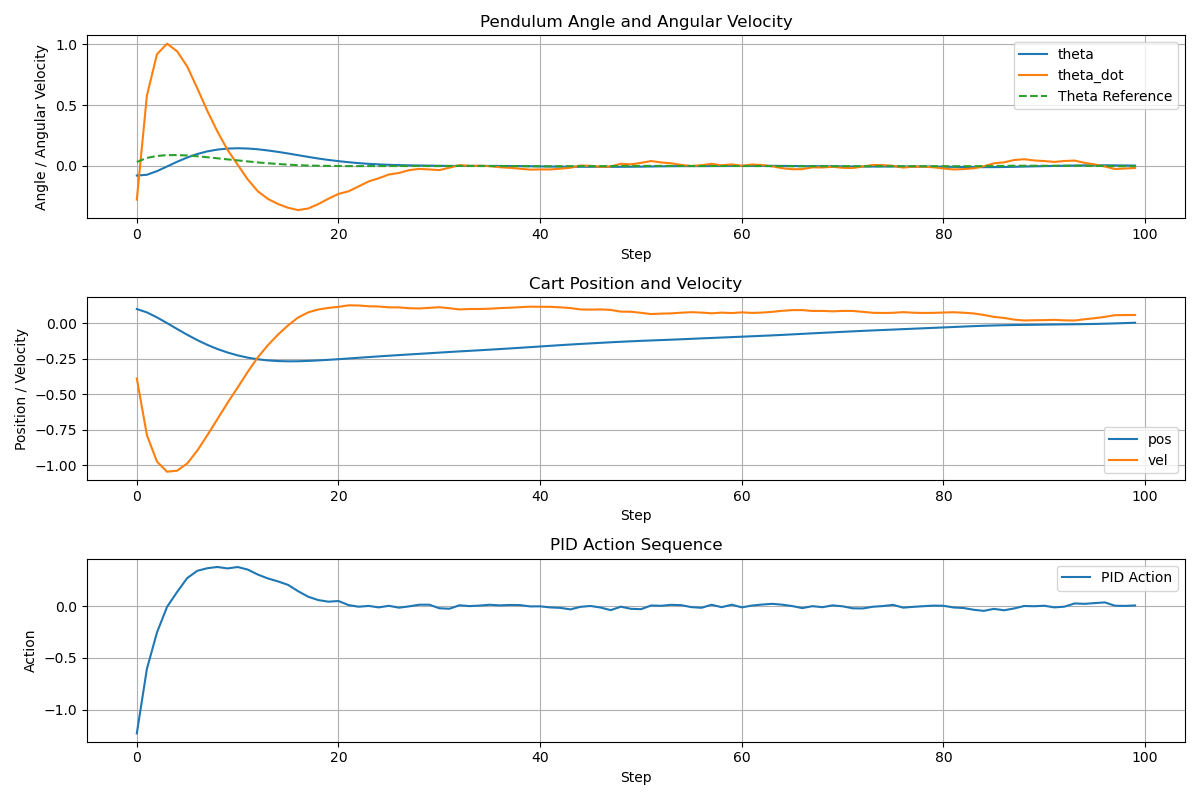 Pendulum Angle and Angular Velocity
Angle / Angular Velocity
1.0
0.5
0.0
theta
theta_dot
Theta Reference
0 20 40 60 80 100
Step
Cart Position and Velocity
Position / Velocity
0.00
−0.25
−0.50
−0.75
−1.00
pos
vel
0 20 40 60 80 100
Step
PID Action Sequence
Action
0.0
−0.5
−1.0
PID Action
0 20 40 60 80 100
Step